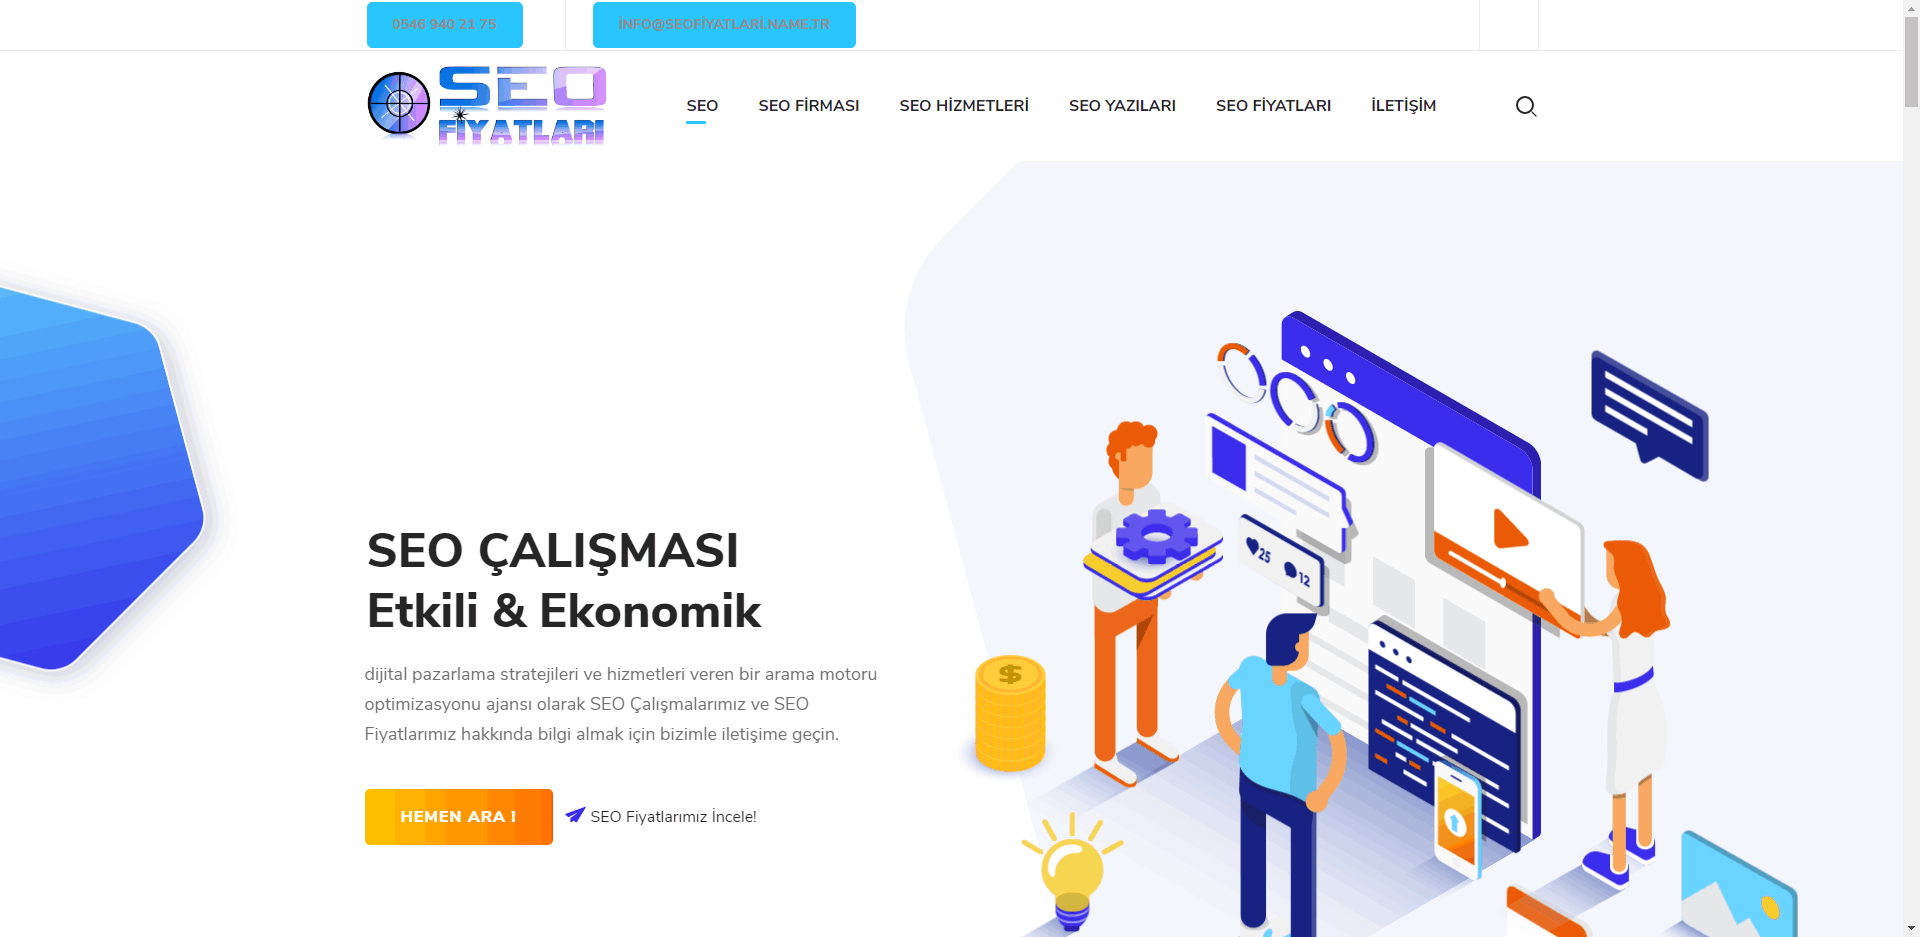 0546 940 21 75
İNFO@SEOFİYATLARİ.NAME.TR
SEO
FİYATLARI
SEO
SEO FİRMASI
SEO HİZMETLERİ
SEO YAZILARI
SEO FİYATLARI
İLETİŞİM
25
12
$
SEO ÇALIŞMASI
Etkili & Ekonomik
dijital pazarlama stratejileri ve hizmetleri veren bir arama motoru
optimizasyonu ajansı olarak SEO Çalışmalarımız ve SEO
Fiyatlarımız hakkında bilgi almak için bizimle iletişime geçin.
HEMEN ARA !
SEO Fiyatlarımız İncele!